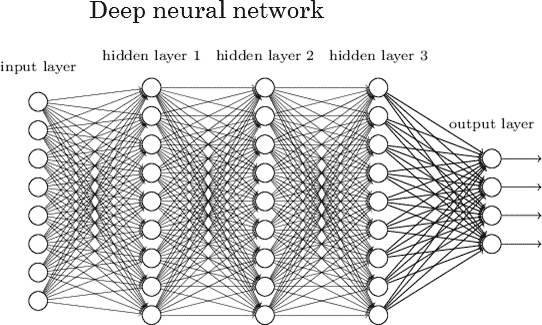 Deep neural network
hidden layer 1 hidden layer 2 hidden layer 3
input layer
output layer